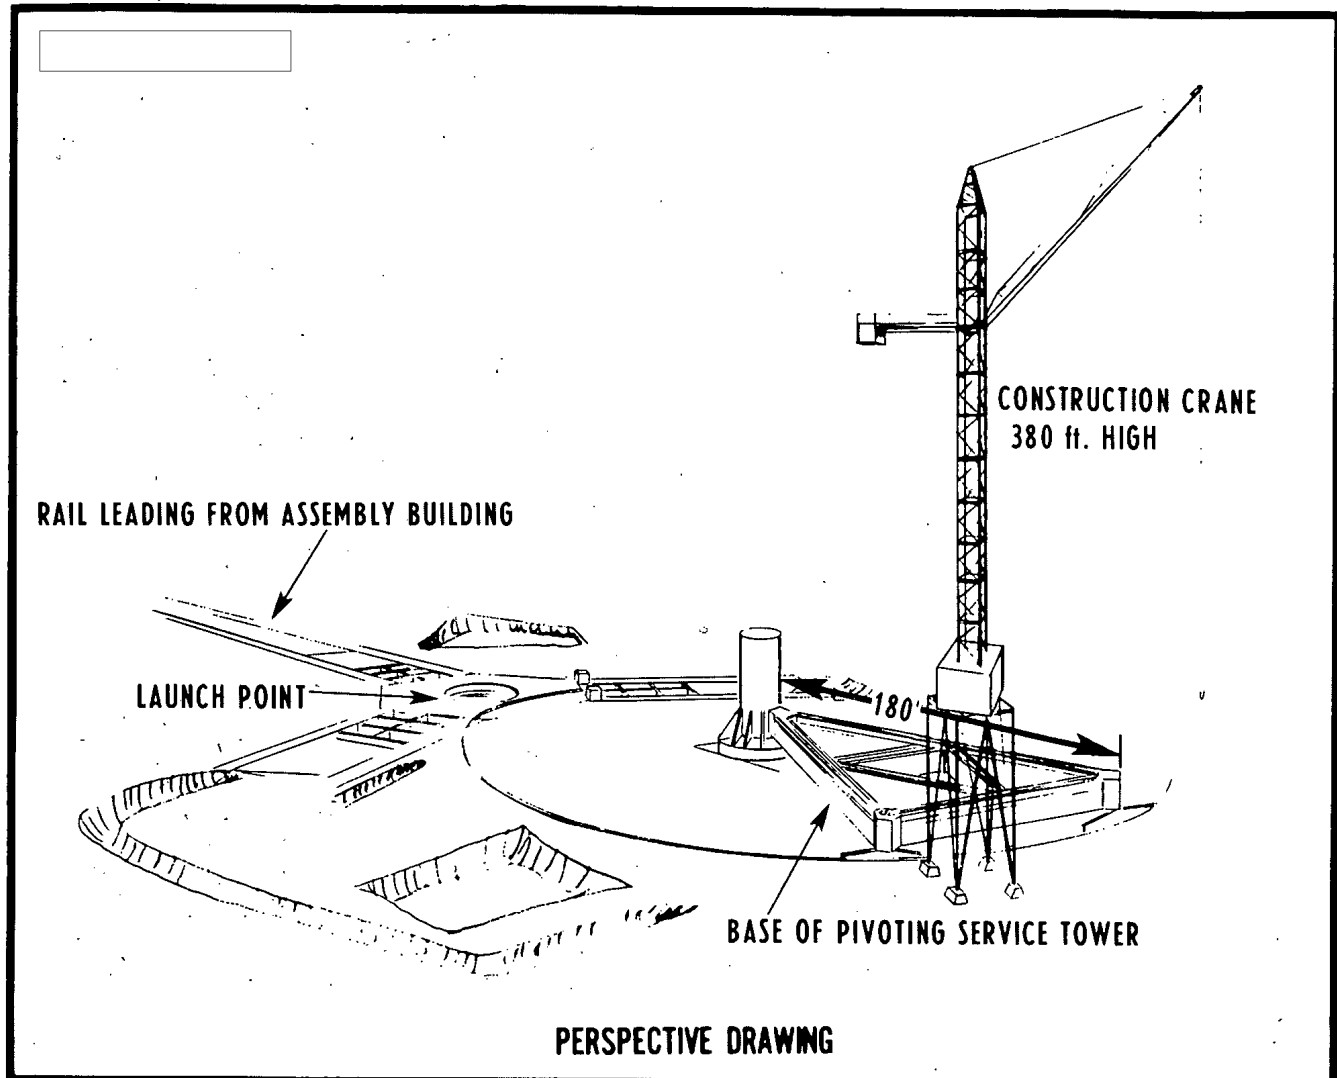 CONSTRUCTION CRANE
380 ft. HIGH
RAIL LEADING FROM ASSEMBLY BUILDING
LAUNCH POINT
180'
BASE OF PIVOTING SERVICE TOWER
PERSPECTIVE DRAWING